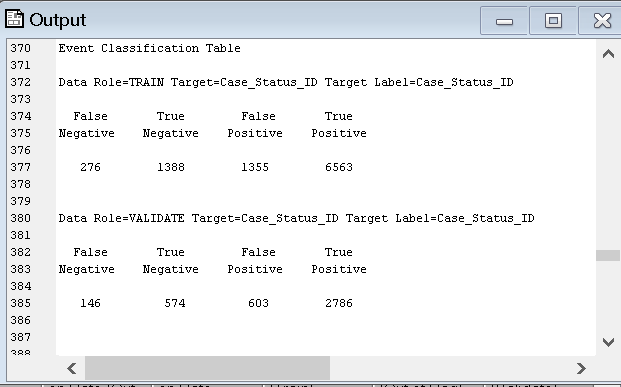 Output
370 Event Classification Table
371
372 Data Role=TRAIN Target=Case_Status_ID Target Label=Case_Status_ID
373
374 False True False True
375 Negative Negative Positive Positive
376
377 276 1388 1355 6563
378
379
380 Data Role=VALIDATE Target=Case_Status_ID Target Label=Case_Status_ID
381
382 False True False True
383 Negative Negative Positive Positive
384
385 146 574 603 2786
386
387
388